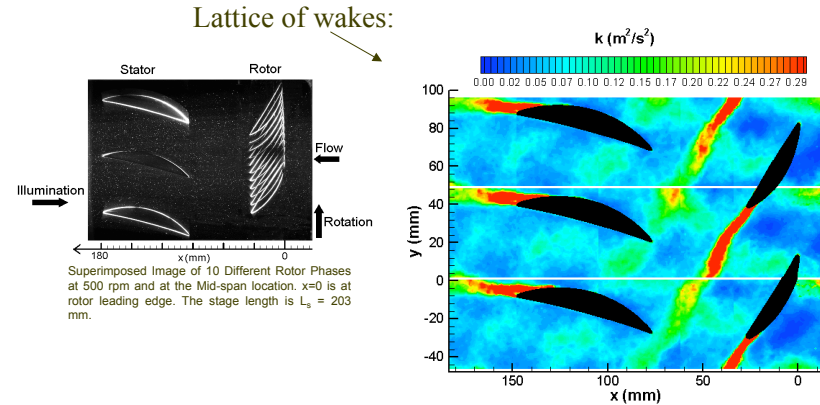 Lattice of wakes:
Stator
Rotor
Flow
Illumination
Rotation
180
x(mm)
0
Superimposed Image of 10 Different Rotor Phases
at 500 rpm and at the Mid-span location. x=0 is at
rotor leading edge. The stage length is Ls = 203
mm.
k (m²/s²)
0.00 0.02 0.05 0.07 0.10 0.12 0.15 0.17 0.20 0.22 0.24 0.27 0.29
100
80
60
40
20
0
-20
-40
y (mm)
150
100
50
0
x (mm)